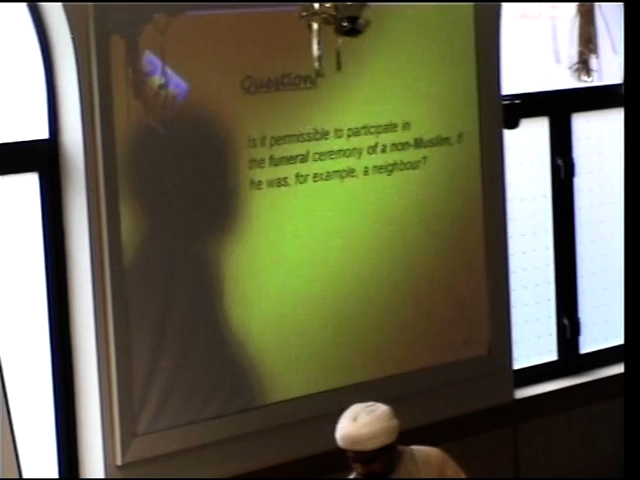 Question
Is it permissible to participate in
the funeral ceremony of a non-Muslim, if
he was, for example, a neighbour?